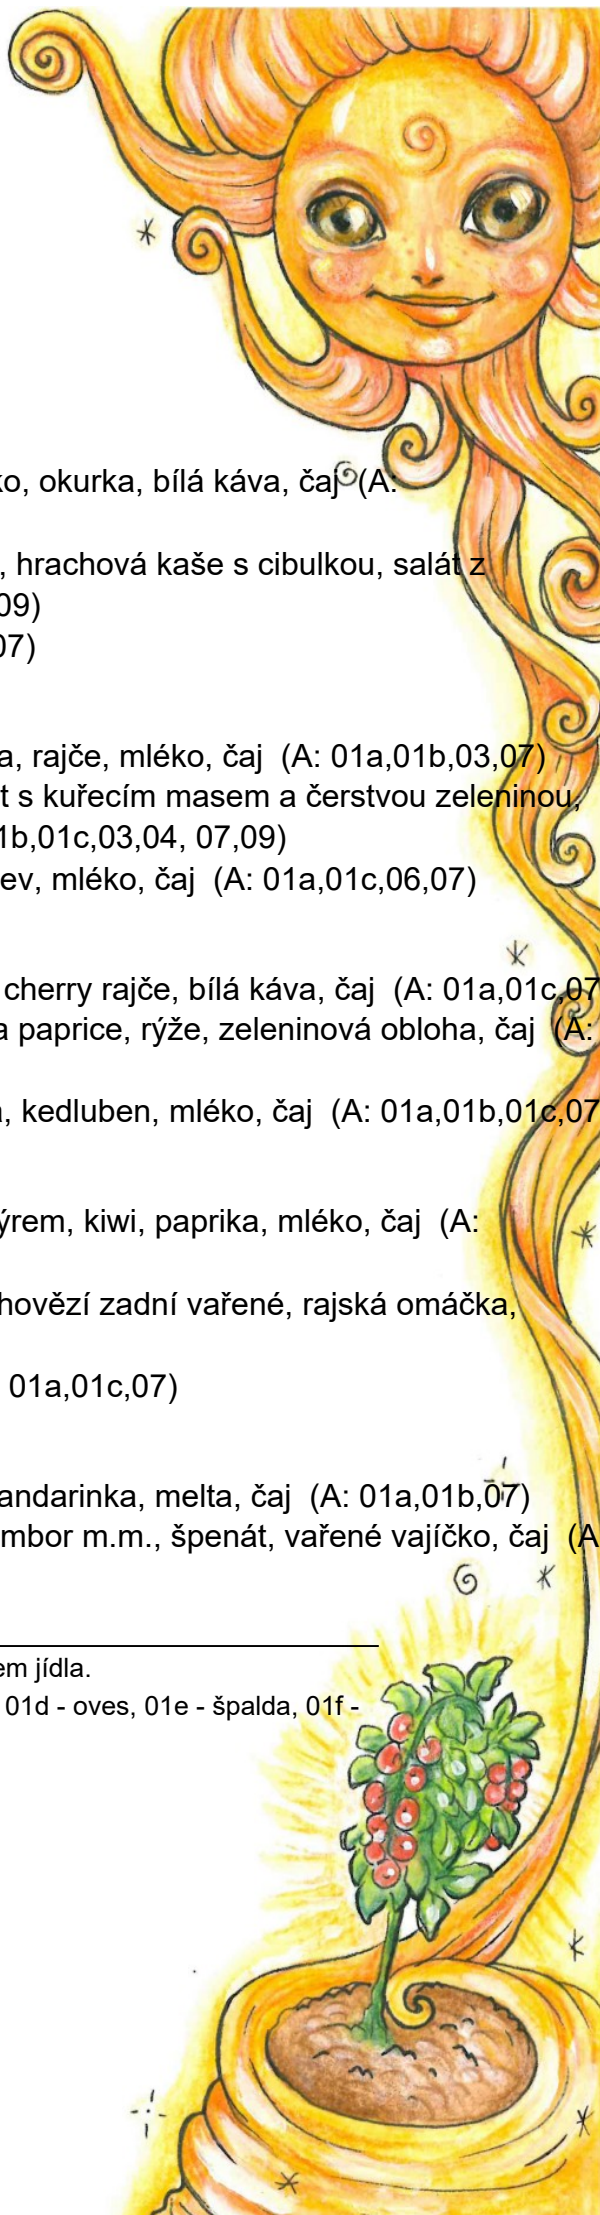 ko, okurka, bílá káva, čaj (A:
, hrachová kaše s cibulkou, salát z
09)
07)
a, rajče, mléko, čaj (A: 01a,01b,03,07)
t s kuřecím masem a čerstvou zeleninou,
1b,01c,03,04, 07,09)
ev, mléko, čaj (A: 01a,01c,06,07)
cherry rajče, bílá káva, čaj (A: 01a,01c,07
a paprice, rýže, zeleninová obloha, čaj (A:
, kedluben, mléko, čaj (A: 01a,01b,01c,07
ýrem, kiwi, paprika, mléko, čaj (A:
hovězí zadní vařené, rajská omáčka,
01a,01c,07)
andarinka, melta, čaj (A: 01a,01b,07)
mbor m.m., špenát, vařené vajíčko, čaj (A
em jídla.
01d - oves, 01e - špalda, 01f -